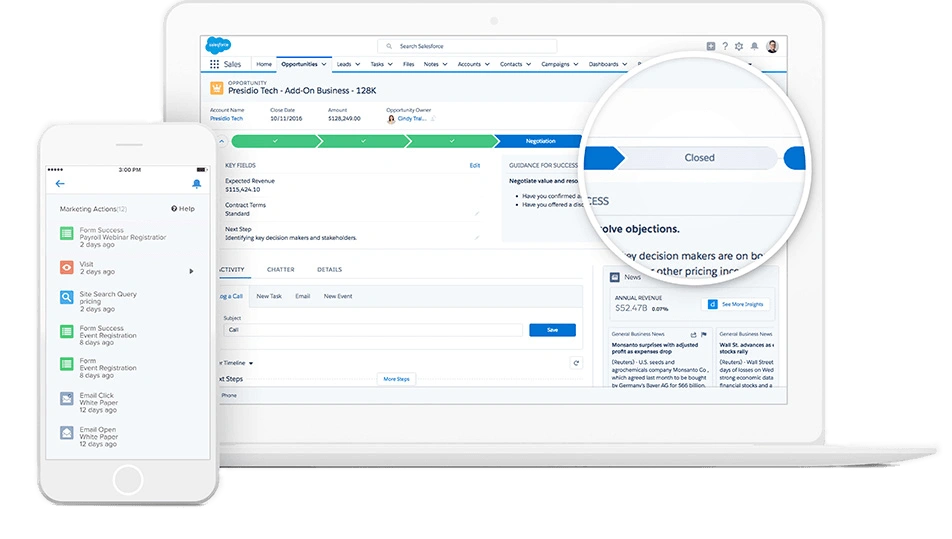 3:00 PM
Marketing Actions(12)
Help
Form Success
Payroll Webinar Registration
2 days ago
Visit
2 days ago
Site Search Query
pricing
2 days ago
Form Success
Event Registration
8 days ago
Form
Event Registration
8 days ago
Email Click
White Paper
12 days ago
Email Open
White Paper
12 days ago
salesforce
Search Salesforce
Sales Home Opportunities Leads Tasks Files Notes Accounts Contacts Campaigns Dashboards
OPPORTUNITY
Presidio Tech - Add-On Business - 128K
Account Name Close Date Amount Opportunity Owner
Presidio Tech 10/11/2016 $128,249.00 Cindy Trai...
Negotiation
KEY FIELDS Edit
Expected Revenue
$115,424.10
Contract Terms
Standard
Next Step
Identifying key decision makers and stakeholders.
GUIDANCE FOR SUCCESS
Negotiate value and reso
Have you confirmed a
Have you offered a disc
Closed
CESS
olve objections.
ey decision makers are on bo
r other pricing inc
ACTIVITY CHATTER DETAILS
og a Call New Task Email New Event
Subject
Call
Save
r Timeline
xt Steps
More Steps
Phone
News
ANNUAL REVENUE
$52.47B 0.07%
See More Insights
General Business News
Monsanto surprises with adjusted
profit as expenses drop
(Reuters) - U.S. seeds and
agrochemicals company Monsanto Co,
which agreed last month to be bought
by Germany's Bayer AG for $66 billion,
General Business News
Wall St. advances as
stocks rally
(Reuters) - Wall Street
days of losses on Wed
strong economic data
financial stocks and a